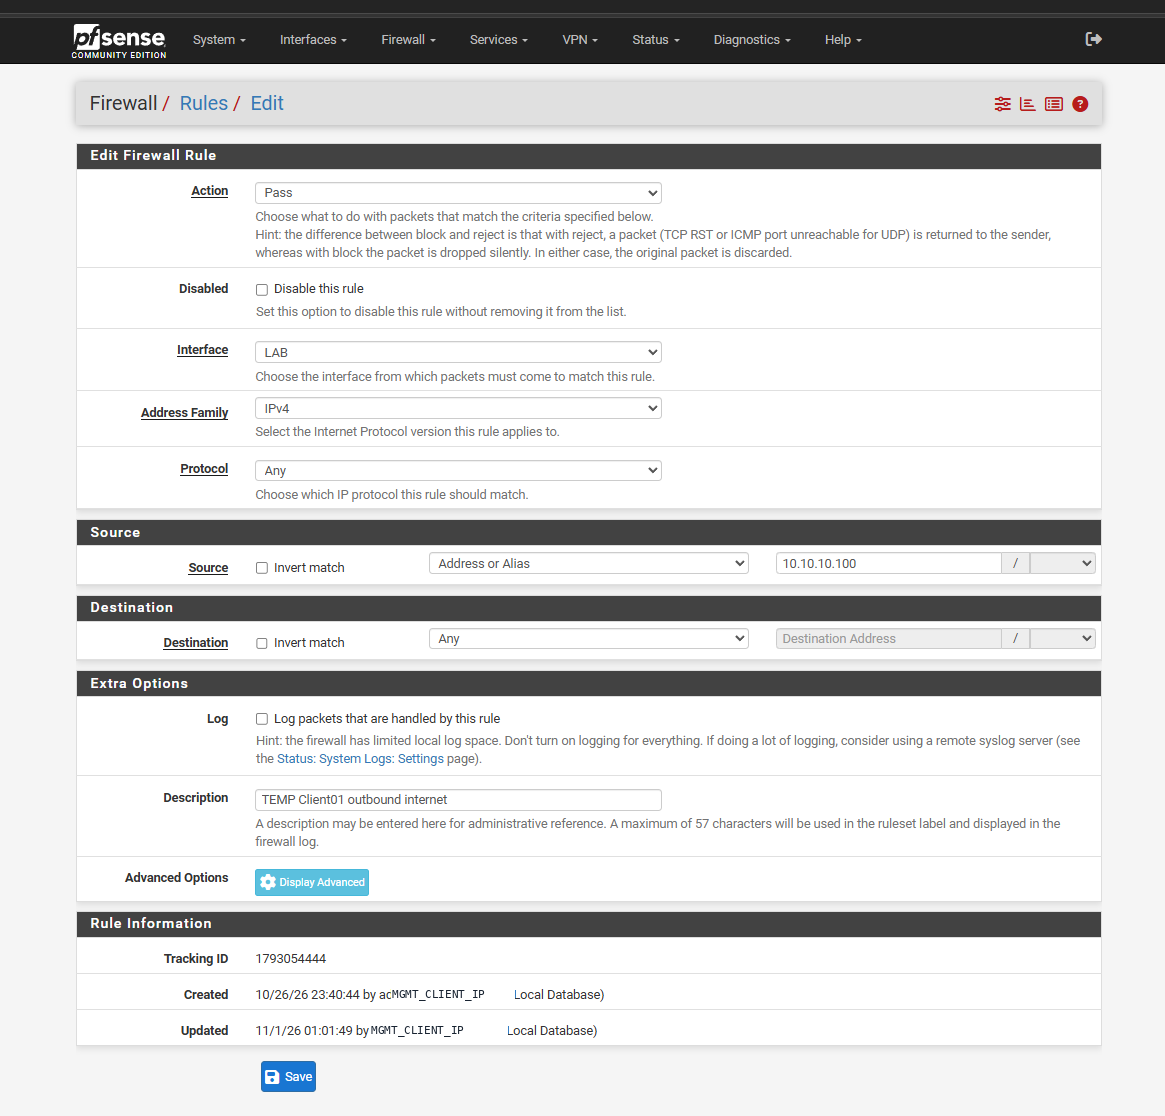 pfsense
COMMUNITY EDITION
System Interfaces Firewall Services VPN Status Diagnostics Help
Firewall / Rules / Edit
?
Edit Firewall Rule
Action
Pass
Choose what to do with packets that match the criteria specified below.
Hint: the difference between block and reject is that with reject, a packet (TCP RST or ICMP port unreachable for UDP) is returned to the sender,
whereas with block the packet is dropped silently. In either case, the original packet is discarded.
Disabled
Disable this rule
Set this option to disable this rule without removing it from the list.
Interface
LAB
Choose the interface from which packets must come to match this rule.
Address Family
IPv4
Select the Internet Protocol version this rule applies to.
Protocol
Any
Choose which IP protocol this rule should match.
Source
Source Invert match Address or Alias 10.10.10.100 /
Destination
Destination Invert match Any Destination Address /
Extra Options
Log
Log packets that are handled by this rule
Hint: the firewall has limited local log space. Don't turn on logging for everything. If doing a lot of logging, consider using a remote syslog server (see
the Status: System Logs: Settings page).
Description
TEMP Client01 outbound internet
A description may be entered here for administrative reference. A maximum of 57 characters will be used in the ruleset label and displayed in the
firewall log.
Advanced Options
Display Advanced
Rule Information
Tracking ID 1793054444
Created 10/26/26 23:40:44 by acMGMT_CLIENT_IP Local Database)
Updated 11/1/26 01:01:49 by MGMT_CLIENT_IP Local Database)
Save